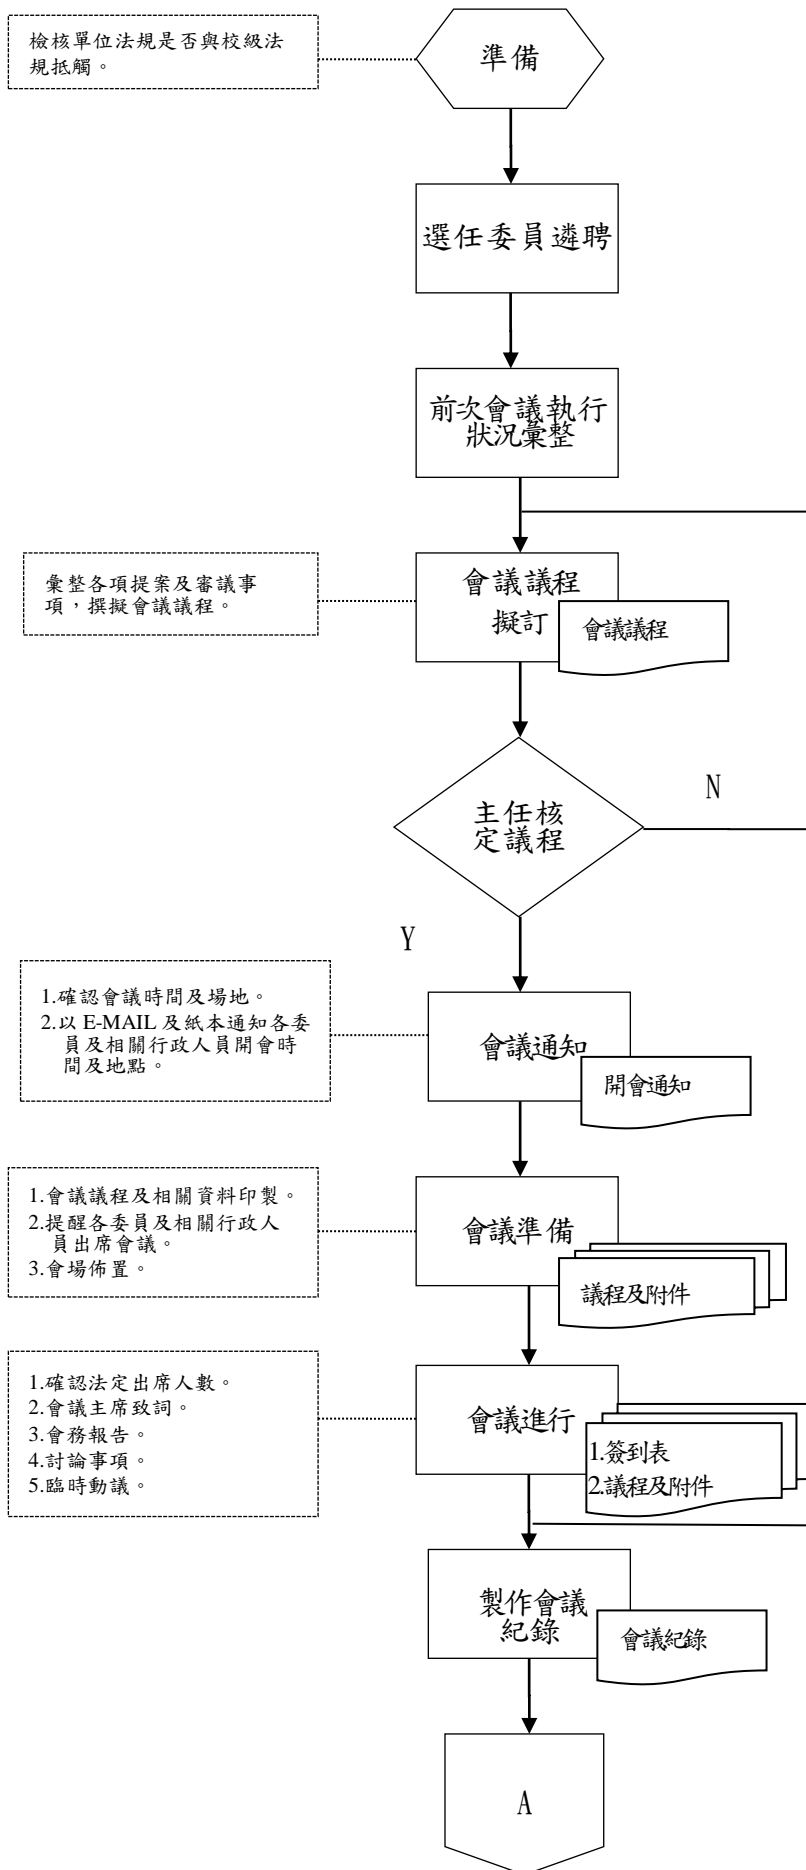 檢核單位法規是否與校級法
規抵觸。
準備
選任委員遴聘
前次會議執行
狀況彙整
彙整各項提案及審議事
項，撰擬會議議程。
會議議程
擬訂
會議議程
主任核
定議程
N
Y
1.確認會議時間及場地。
2.以 E-MAIL 及紙本通知各委
員及相關行政人員開會時
間及地點。
會議通知
開會通知
1.會議議程及相關資料印製。
2.提醒各委員及相關行政人
員出席會議。
3.會場佈置。
會議準備
議程及附件
1.確認法定出席人數。
2.會議主席致詞。
3.會務報告。
4.討論事項。
5.臨時動議。
會議進行
1.簽到表
2.議程及附件
製作會議
紀錄
會議紀錄
A